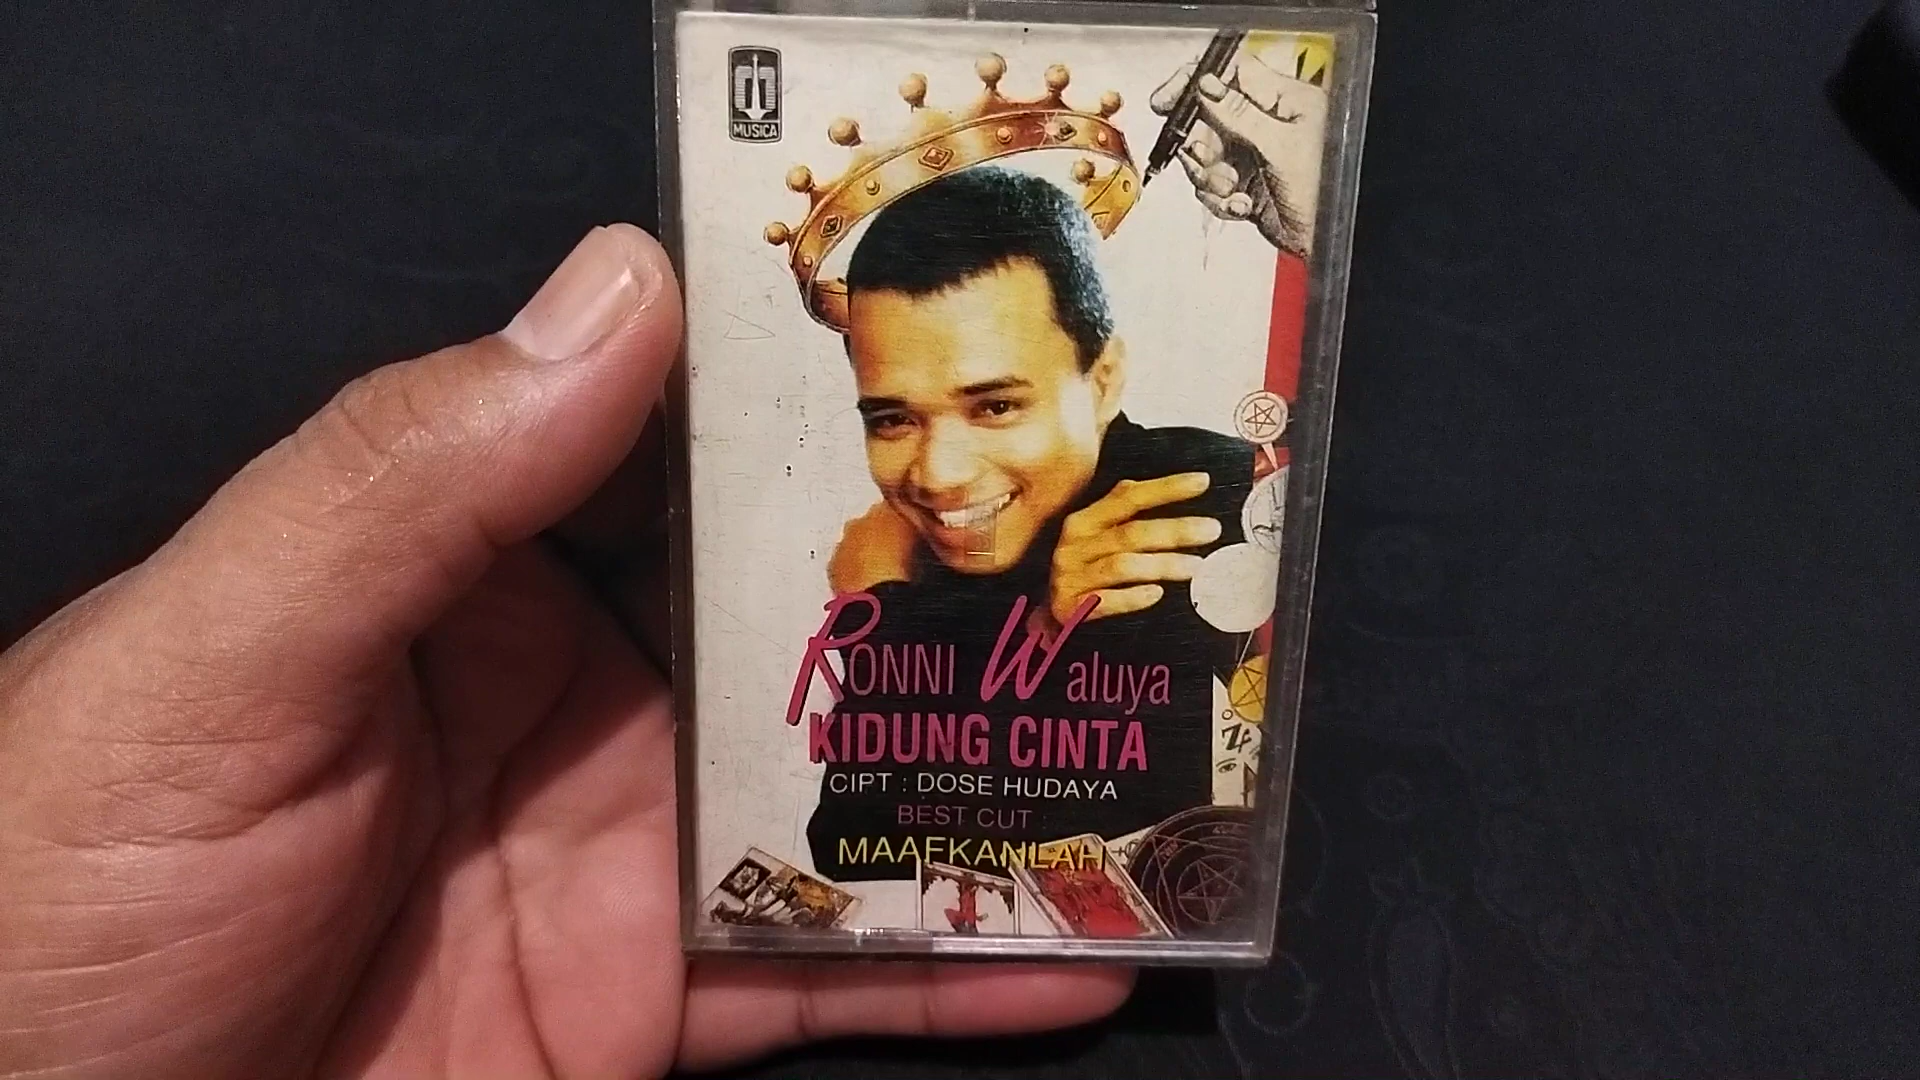 MUSICA
RONNI Waluya
KIDUNG CINTA
CIPT : DOSE HUDAYA
BEST CUT :
MAAFKANLAH